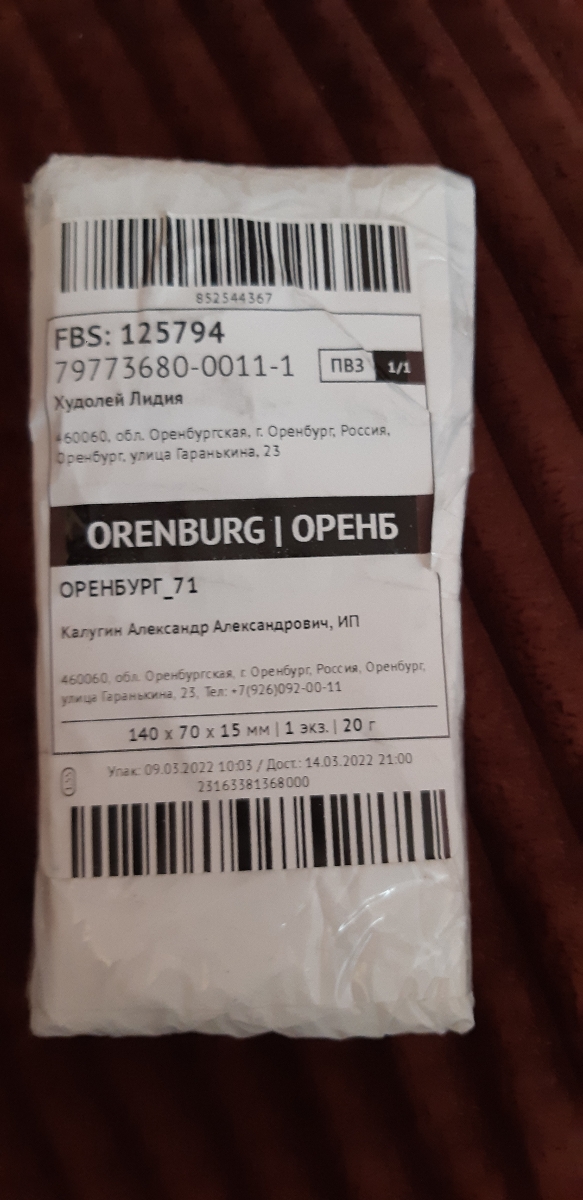 852544367
FBS: 125794
79773680-0011-1
ПВЗ 1/1
Худолей Лидия
460060, обл. Оренбургская, г. Оренбург, Россия,
Оренбург, улица Гаранькина, 23
ORENBURG | ОРЕНБ
ОРЕНБУРГ_71
Калугин Александр Александрович, ИП
460060, обл. Оренбургская, г. Оренбург, Россия, Оренбург,
улица Гаранькина, 23, Тел: +7(926)092-00-11
140 x 70 x 15 мм | 1 экз. | 20 г
Упак: 09.03.2022 10:03 / Дост.: 14.03.2022 21:00
23163381368000